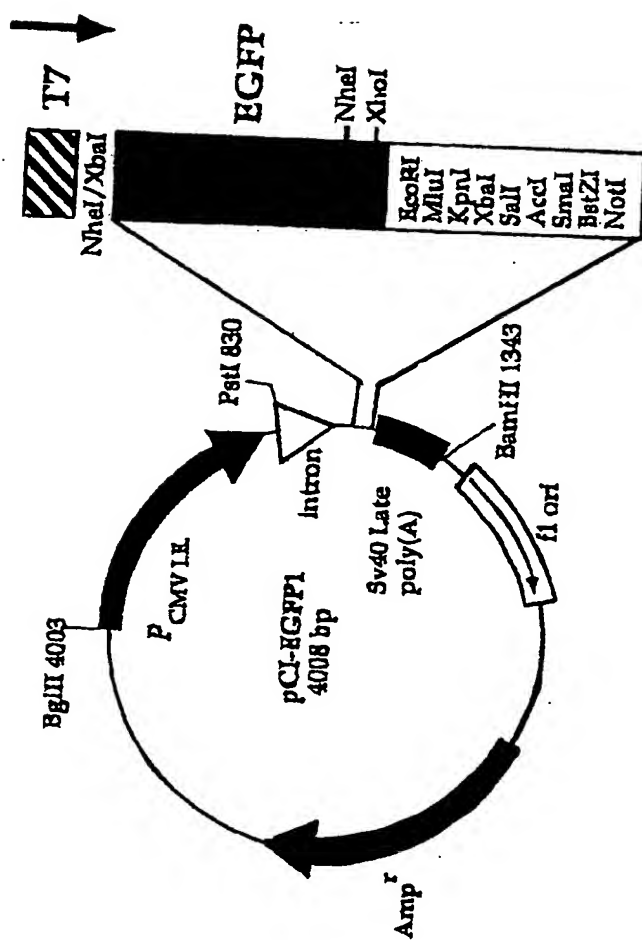 T7
NheI/XbaI
EGFP
NheI
XhoI
EcoRI
MluI
KpnI
XbaI
SalI
AccI
SmaI
BstZI
NotI
BglII 4003
P CMV I.E.
PstI 830
Intron
pCI-EGFP1
4008 bp
Sv40 Late
poly(A)
BamHI 1343
f1 ori
Amp r